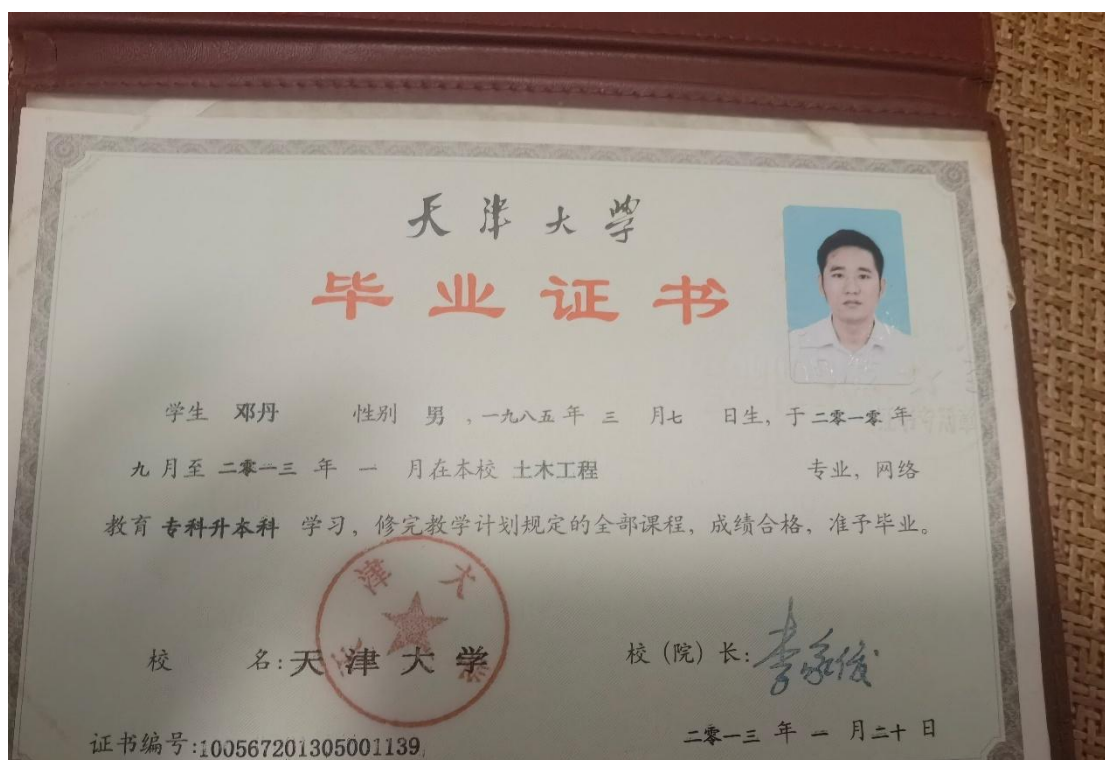 天津大学
毕业证书
学生 邓丹 性别 男 ，一九八五年 三 月七 日生，于二零一零年
九 月至 二零一三 年 一 月在本校 土木工程 专业，网络
教育 专科升本科 学习，修完教学计划规定的全部课程，成绩合格，准予毕业。
校 名:天津大学
校（院）长:李家俊
证书编号:100567201305001139
二零一三 年 一 月二十 日